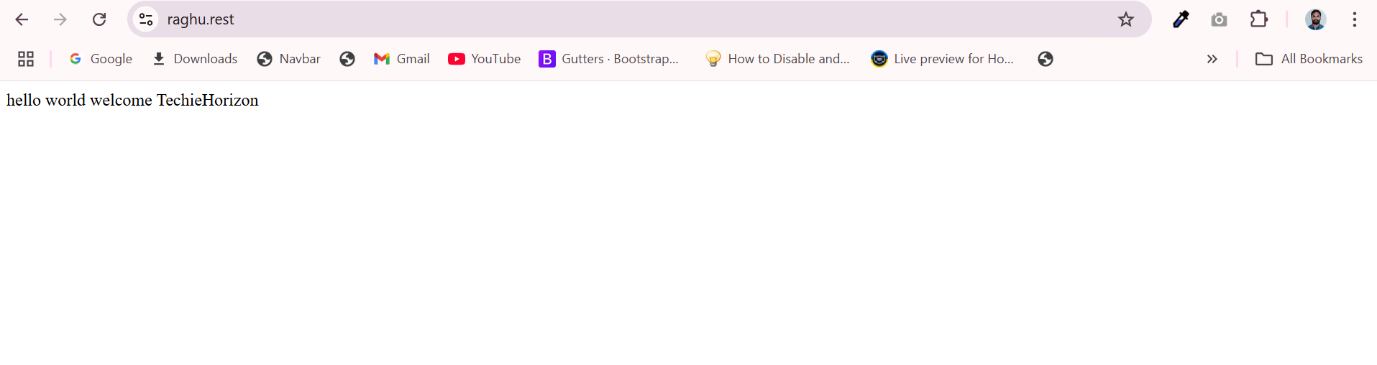 raghu.rest
Google Downloads Navbar Gmail YouTube Gutters · Bootstrap... How to Disable and... Live preview for Ho... All Bookmarks
hello world welcome TechieHorizon